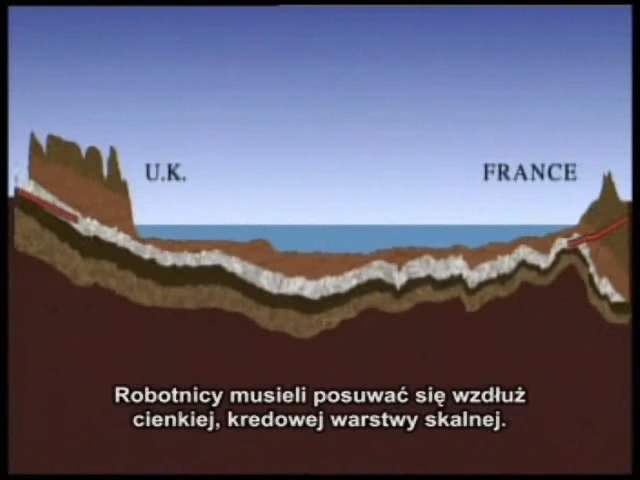 U.K.
FRANCE
Robotnicy musieli posuwać się wzdłuż
cienkiej, kredowej warstwy skalnej.